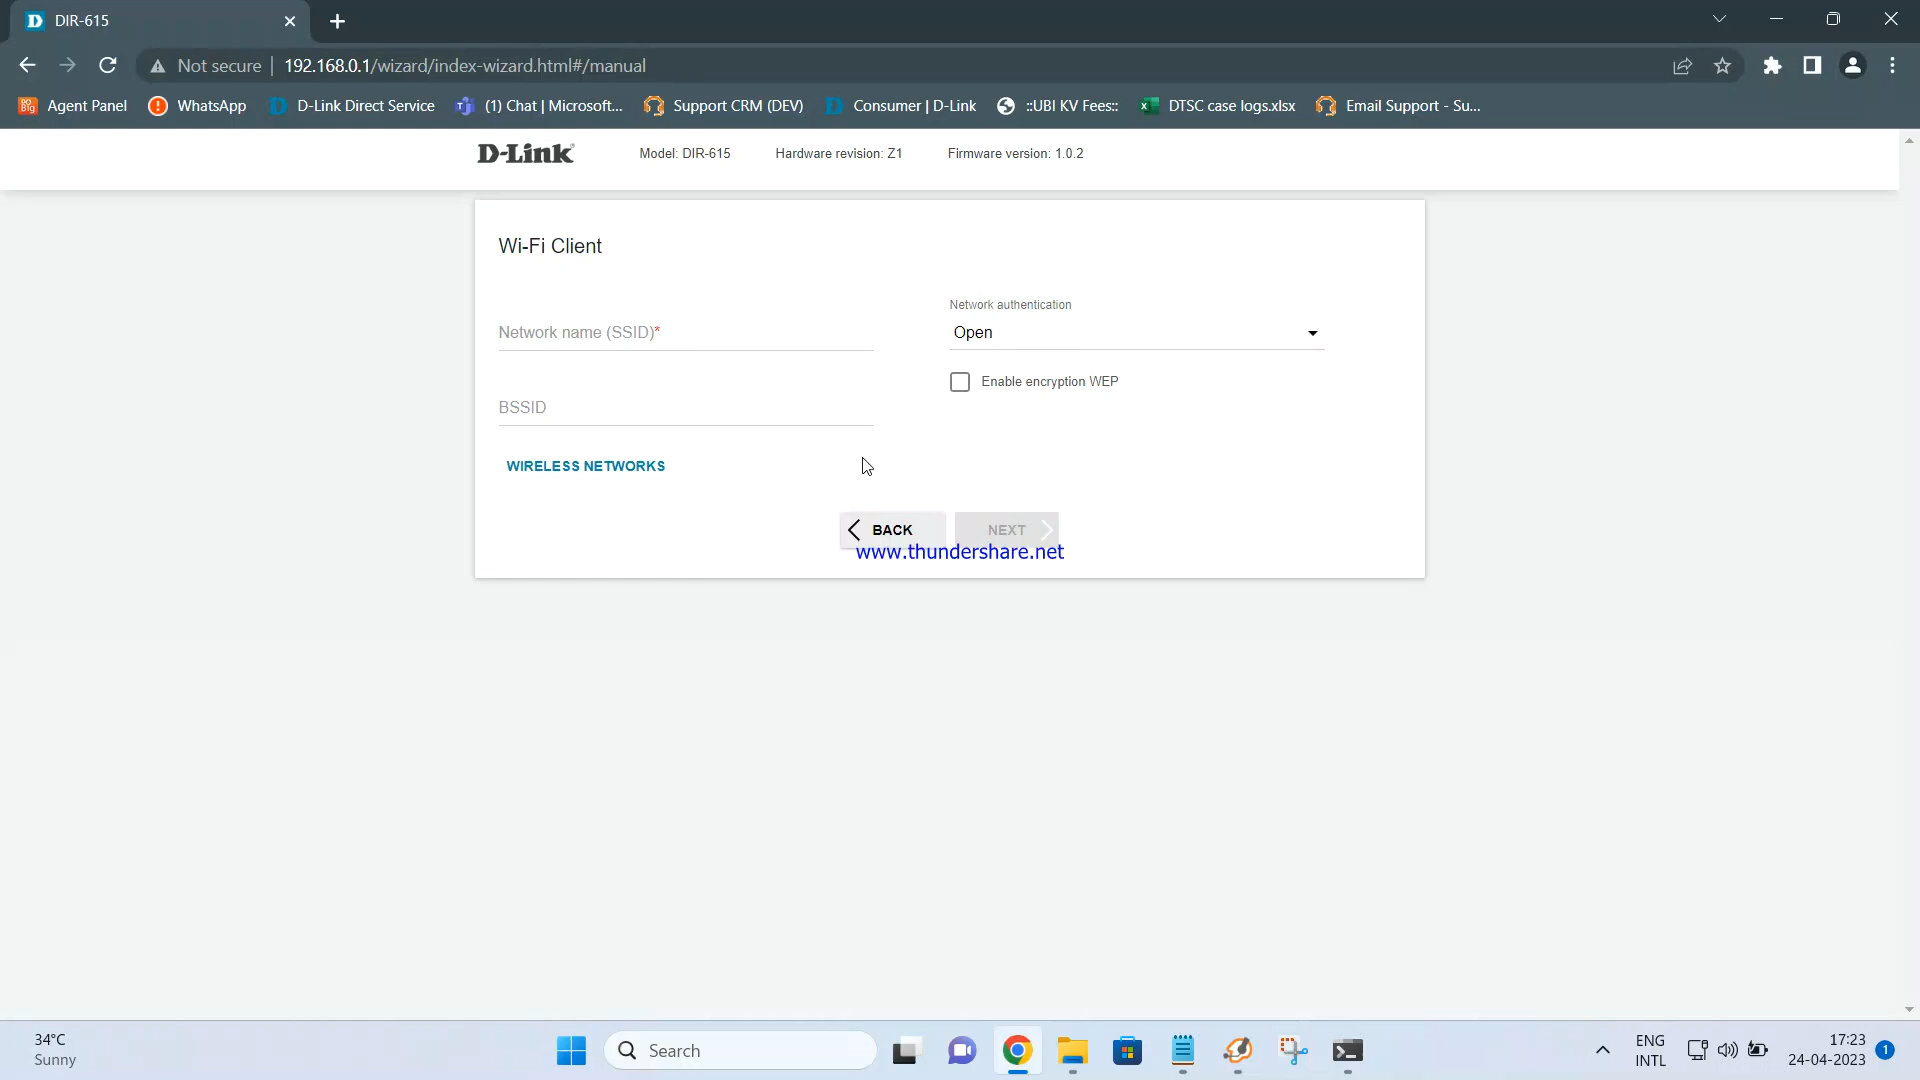 DIR-615
Not secure | 192.168.0.1/wizard/index-wizard.html#/manual
Agent Panel WhatsApp D-Link Direct Service (1) Chat | Microsoft... Support CRM (DEV) Consumer | D-Link ::UBI KV Fees:: DTSC case logs.xlsx Email Support - Su...
D-Link Model: DIR-615 Hardware revision: Z1 Firmware version: 1.0.2
Wi-Fi Client
Network authentication
Network name (SSID)* Open
Enable encryption WEP
BSSID
WIRELESS NETWORKS
BACK NEXT
www.thundershare.net
34°C
Sunny
Search
ENG
INTL
17:23
24-04-2023
1